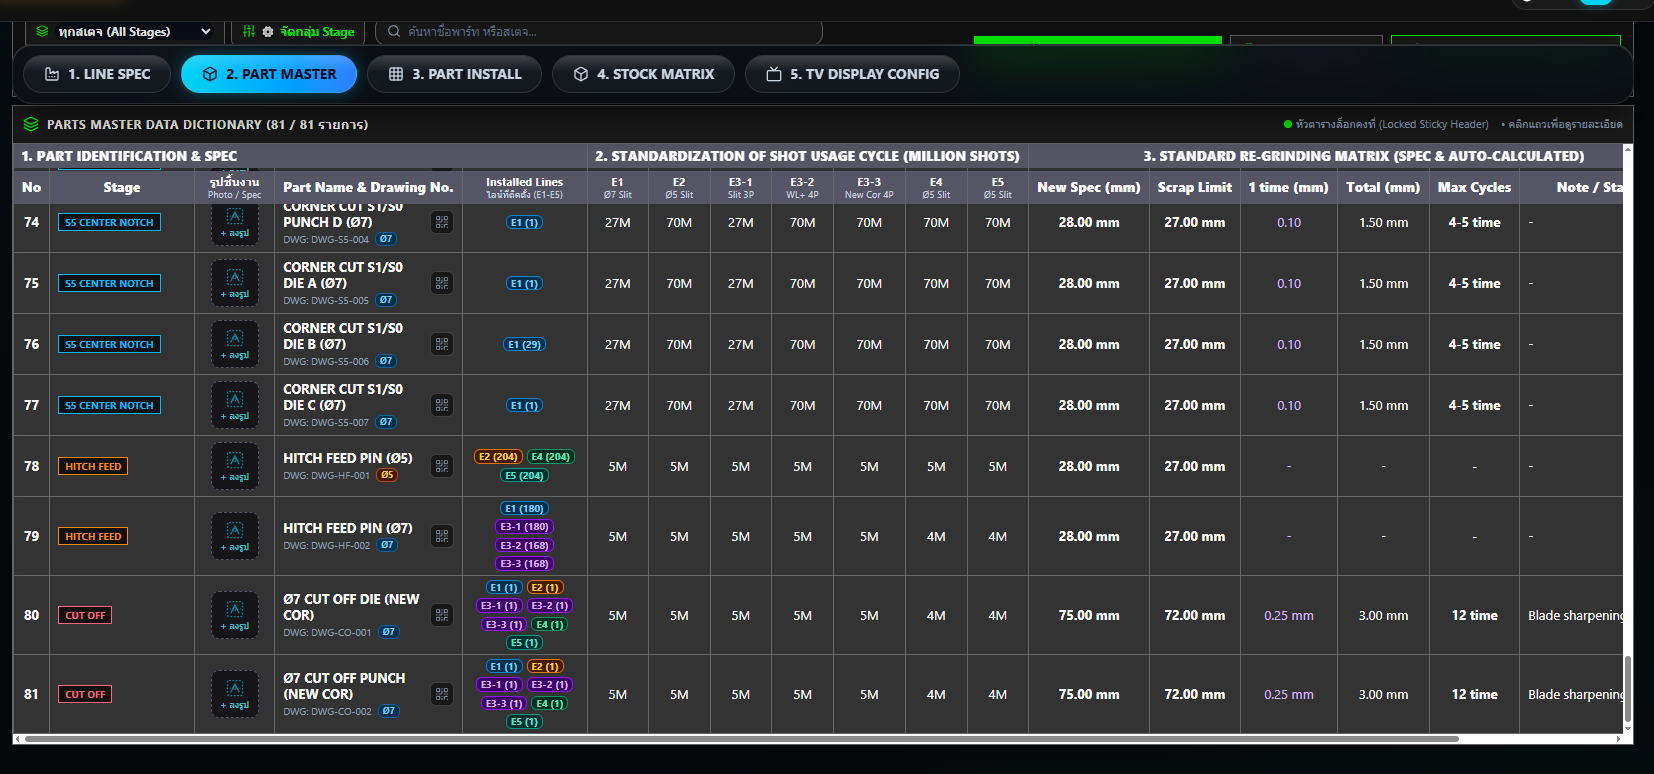 ทุกสเตจ (All Stages)
จัดกลุ่ม Stage
ค้นหาชื่อพาร์ท หรือสเตจ...
1. LINE SPEC
2. PART MASTER
3. PART INSTALL
4. STOCK MATRIX
5. TV DISPLAY CONFIG
PARTS MASTER DATA DICTIONARY (81 / 81 รายการ)
หัวตารางล็อกคงที่ (Locked Sticky Header) • คลิกแถวเพื่อดูรายละเอียด
1. PART IDENTIFICATION & SPEC
2. STANDARDIZATION OF SHOT USAGE CYCLE (MILLION SHOTS)
3. STANDARD RE-GRINDING MATRIX (SPEC & AUTO-CALCULATED)
No
Stage
รูปชิ้นงาน
Photo / Spec
Part Name & Drawing No.
Installed Lines
ไลน์ที่ติดตั้ง (E1-E5)
E1
Ø7 Slit
E2
Ø5 Slit
E3-1
Slit 3P
E3-2
WL+ 4P
E3-3
New Cor 4P
E4
Ø5 Slit
E5
Ø5 Slit
New Spec (mm)
Scrap Limit
1 time (mm)
Total (mm)
Max Cycles
Note / Sta
74
S5 CENTER NOTCH
+ ลงรูป
CORNER CUT S1/S0
PUNCH D (Ø7)
DWG: DWG-S5-004 Ø7
E1 (1)
27M 70M 27M 70M 70M 70M 70M
28.00 mm 27.00 mm 0.10 1.50 mm 4-5 time -
75
S5 CENTER NOTCH
+ ลงรูป
CORNER CUT S1/S0
DIE A (Ø7)
DWG: DWG-S5-005 Ø7
E1 (1)
27M 70M 27M 70M 70M 70M 70M
28.00 mm 27.00 mm 0.10 1.50 mm 4-5 time -
76
S5 CENTER NOTCH
+ ลงรูป
CORNER CUT S1/S0
DIE B (Ø7)
DWG: DWG-S5-006 Ø7
E1 (29)
27M 70M 27M 70M 70M 70M 70M
28.00 mm 27.00 mm 0.10 1.50 mm 4-5 time -
77
S5 CENTER NOTCH
+ ลงรูป
CORNER CUT S1/S0
DIE C (Ø7)
DWG: DWG-S5-007 Ø7
E1 (1)
27M 70M 27M 70M 70M 70M 70M
28.00 mm 27.00 mm 0.10 1.50 mm 4-5 time -
78
HITCH FEED
+ ลงรูป
HITCH FEED PIN (Ø5)
DWG: DWG-HF-001 Ø5
E2 (204) E4 (204)
E5 (204)
5M 5M 5M 5M 5M 5M 5M
28.00 mm 27.00 mm - - - -
79
HITCH FEED
+ ลงรูป
HITCH FEED PIN (Ø7)
DWG: DWG-HF-002 Ø7
E1 (180)
E3-1 (180)
E3-2 (168)
E3-3 (168)
5M 5M 5M 5M 5M 4M 4M
28.00 mm 27.00 mm - - - -
80
CUT OFF
+ ลงรูป
Ø7 CUT OFF DIE (NEW
COR)
DWG: DWG-CO-001 Ø7
E1 (1) E2 (1)
E3-1 (1) E3-2 (1)
E3-3 (1) E4 (1)
E5 (1)
5M 5M 5M 5M 5M 4M 4M
75.00 mm 72.00 mm 0.25 mm 3.00 mm 12 time Blade sharpening
81
CUT OFF
+ ลงรูป
Ø7 CUT OFF PUNCH
(NEW COR)
DWG: DWG-CO-002 Ø7
E1 (1) E2 (1)
E3-1 (1) E3-2 (1)
E3-3 (1) E4 (1)
E5 (1)
5M 5M 5M 5M 5M 4M 4M
75.00 mm 72.00 mm 0.25 mm 3.00 mm 12 time Blade sharpening